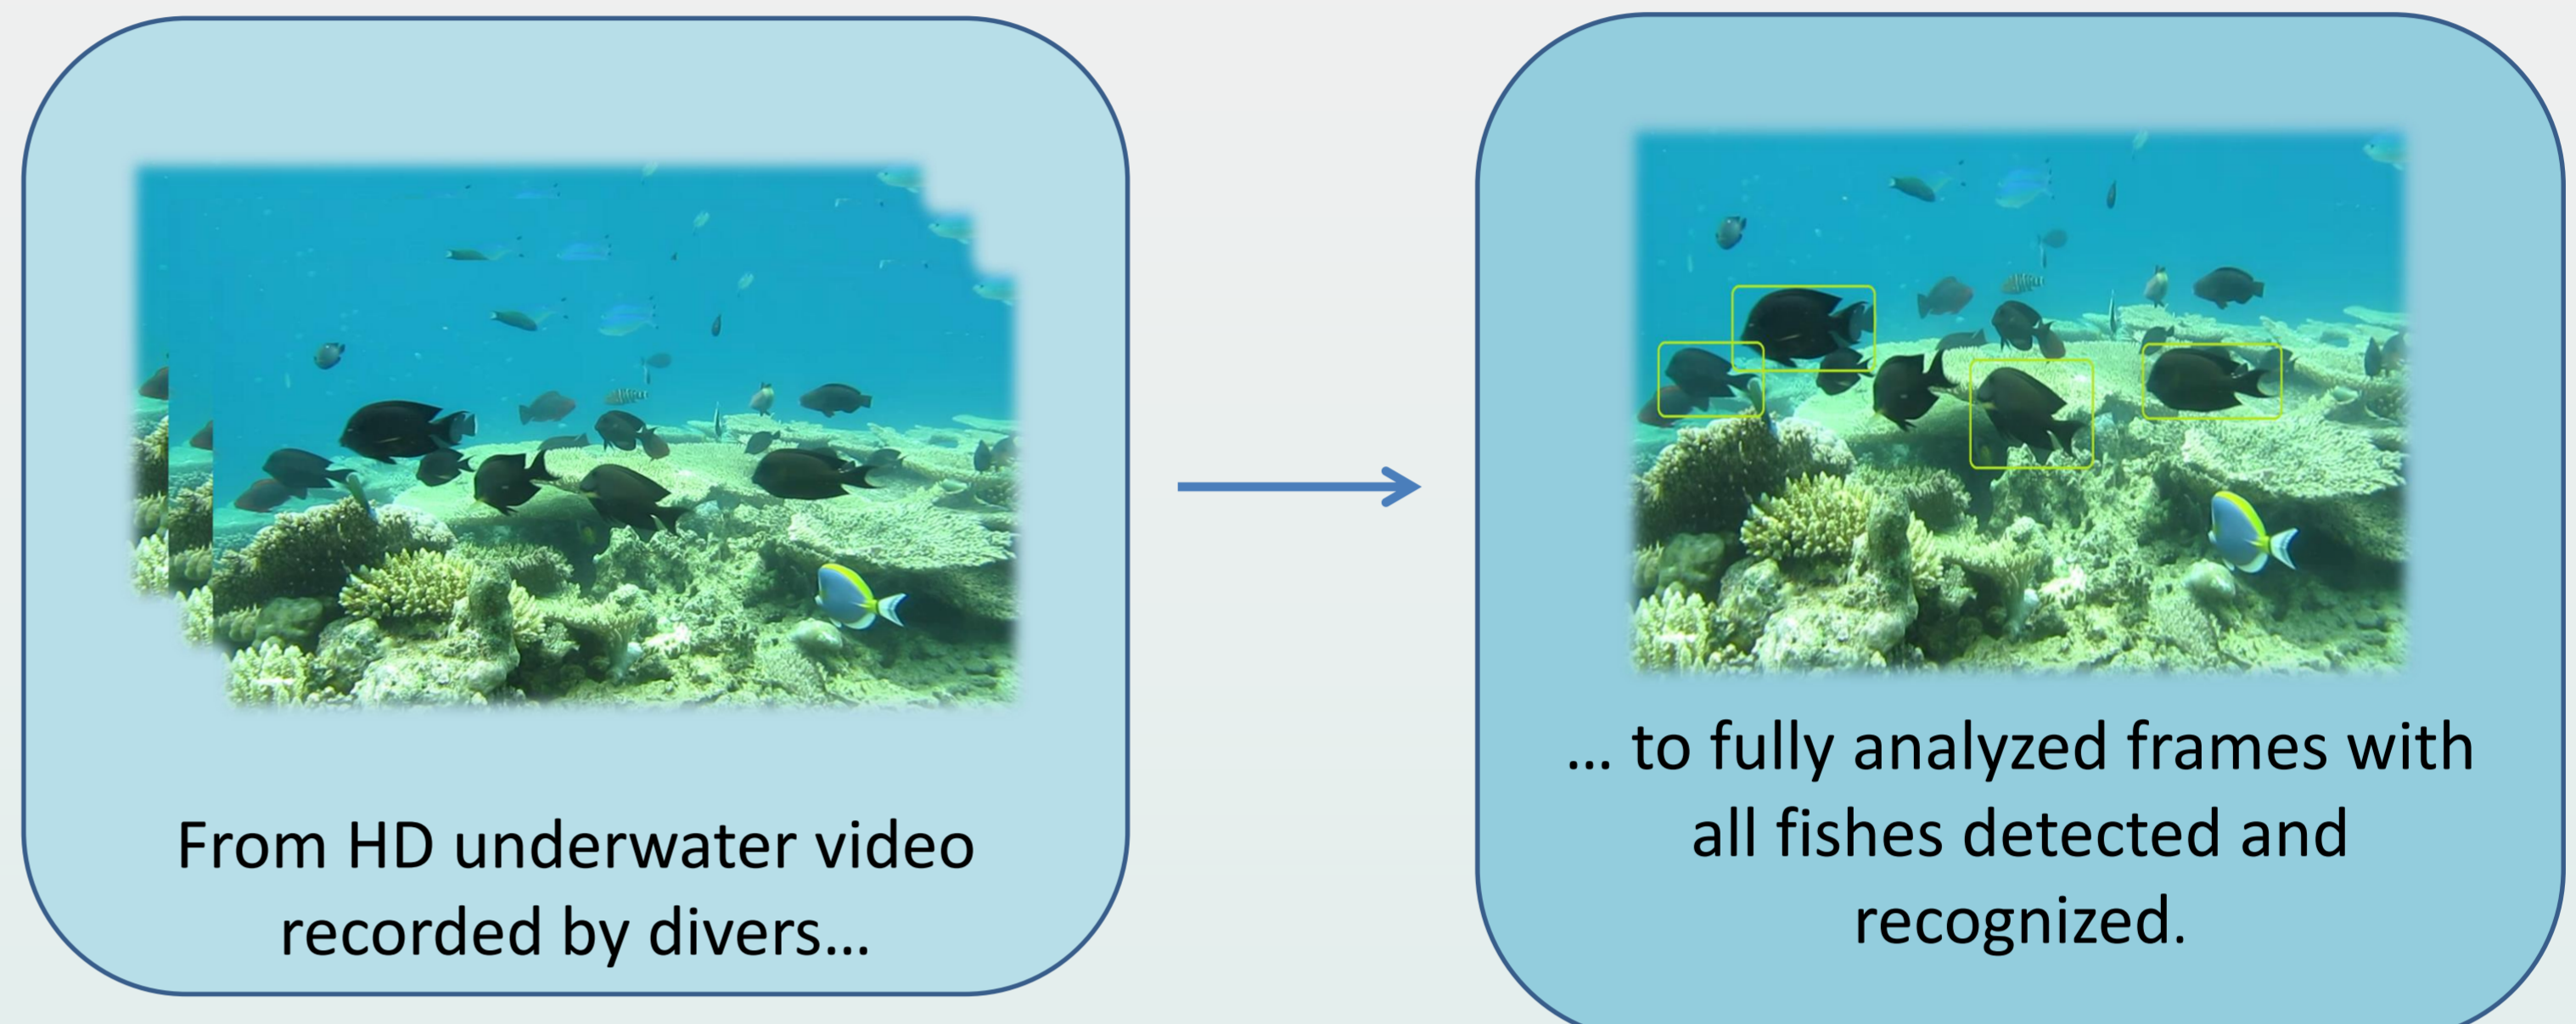 From HD underwater video
recorded by divers...
... to fully analyzed frames with
all fishes detected and
recognized.